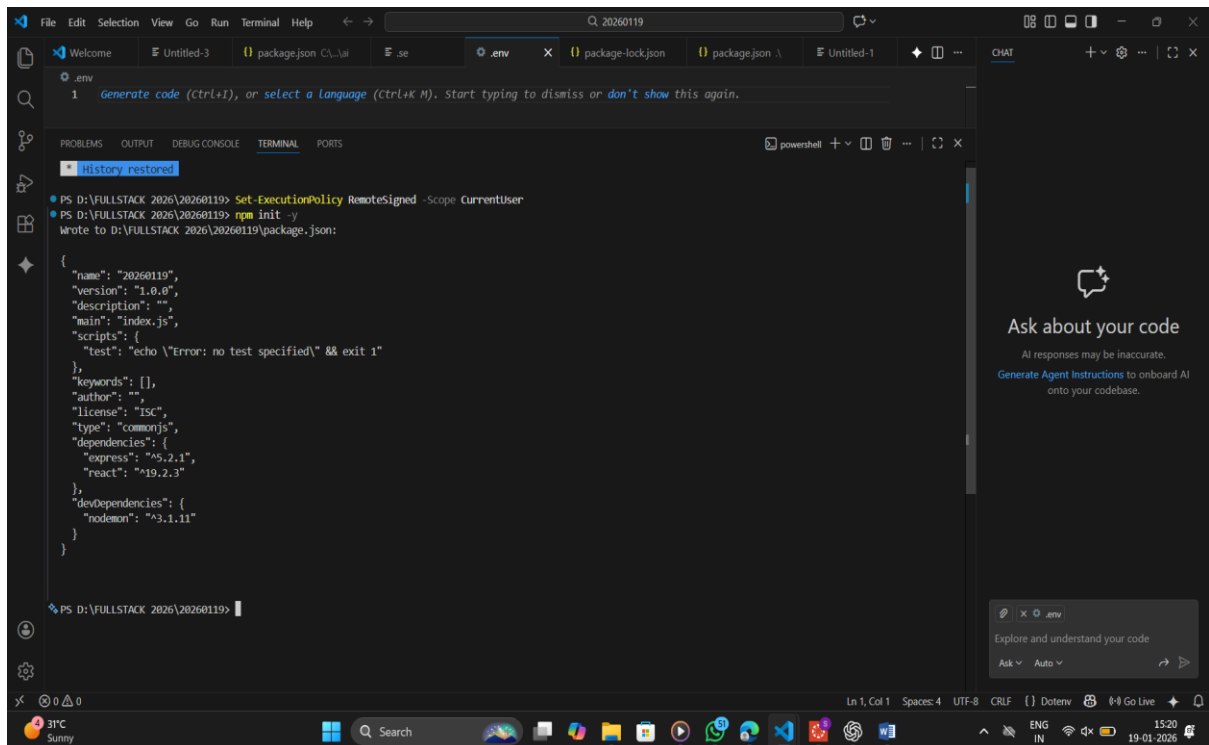 File Edit Selection View Go Run Terminal Help
20260119
Welcome
Untitled-3
{} package.json C:\...\ai
.se
.env
{} package-lock.json
{} package.json .\
Untitled-1
CHAT
.env
1 Generate code (Ctrl+I), or select a language (Ctrl+K M). Start typing to dismiss or don't show this again.
PROBLEMS OUTPUT DEBUG CONSOLE TERMINAL PORTS
powershell
* History restored
PS D:\FULLSTACK 2026\20260119> Set-ExecutionPolicy RemoteSigned -Scope CurrentUser
PS D:\FULLSTACK 2026\20260119> npm init -y
Wrote to D:\FULLSTACK 2026\20260119\package.json:
{
"name": "20260119",
"version": "1.0.0",
"description": "",
"main": "index.js",
"scripts": {
"test": "echo \"Error: no test specified\" && exit 1"
},
"keywords": [],
"author": "",
"license": "ISC",
"type": "commonjs",
"dependencies": {
"express": "^5.2.1",
"react": "^19.2.3"
},
"devDependencies": {
"nodemon": "^3.1.11"
}
}
PS D:\FULLSTACK 2026\20260119>
Ask about your code
AI responses may be inaccurate.
Generate Agent Instructions to onboard AI
onto your codebase.
.env
Explore and understand your code
Ask Auto
0 0
Ln 1, Col 1 Spaces: 4 UTF-8 CRLF {} Dotenv Go Live
4
31°C
Sunny
Search
51
5
ENG
IN
15:20
19-01-2026